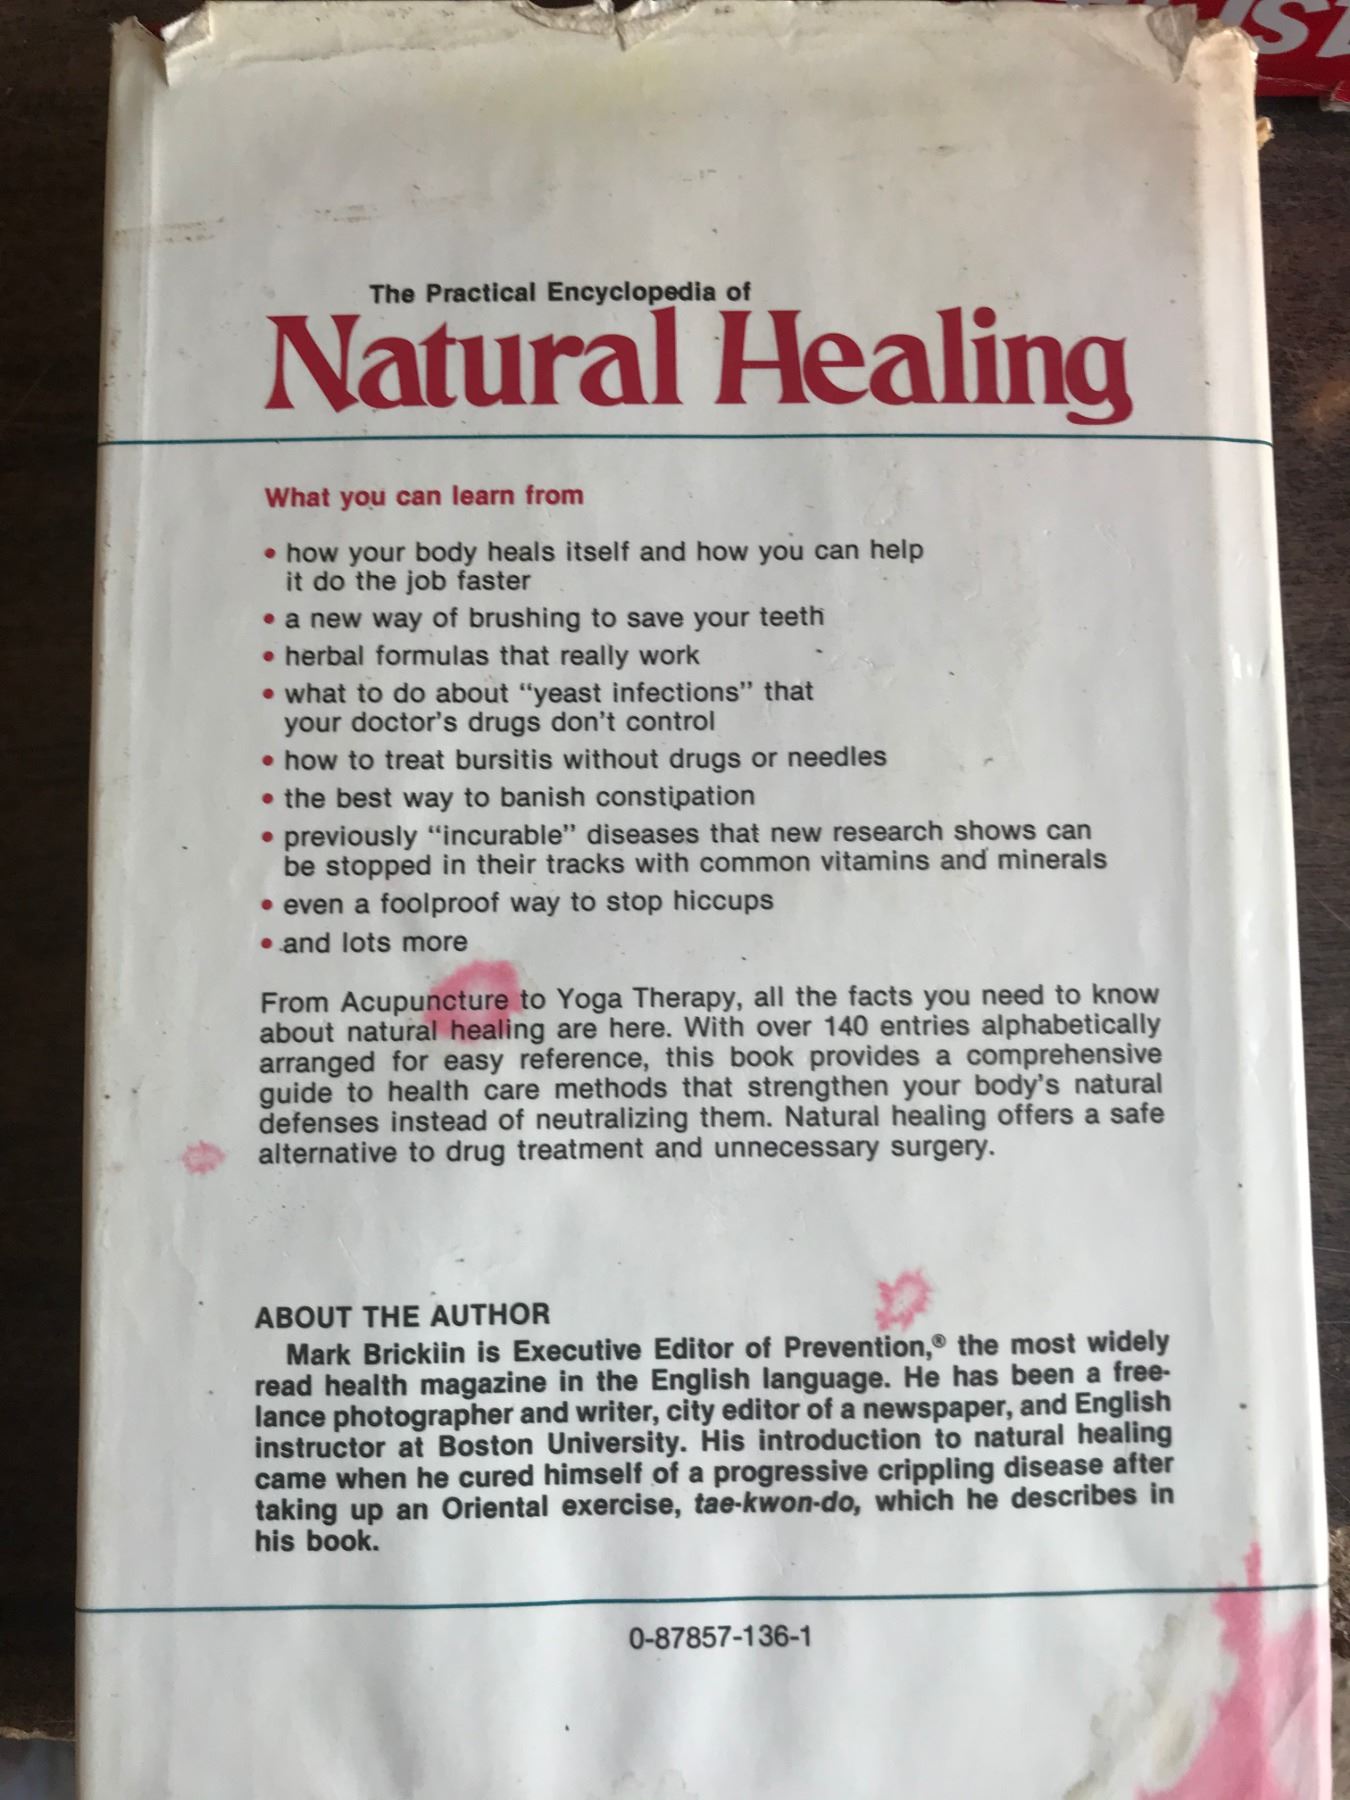 The Practical Encyclopedia of
Natural Healing
What you can learn from
• how your body heals itself and how you can help
it do the job faster
• a new way of brushing to save your teeth
• herbal formulas that really work
• what to do about “yeast infections” that
your doctor’s drugs don’t control
• how to treat bursitis without drugs or needles
• the best way to banish constipation
• previously “incurable” diseases that new research shows can
be stopped in their tracks with common vitamins and minerals
• even a foolproof way to stop hiccups
• and lots more
From Acupuncture to Yoga Therapy, all the facts you need to know
about natural healing are here. With over 140 entries alphabetically
arranged for easy reference, this book provides a comprehensive
guide to health care methods that strengthen your body’s natural
defenses instead of neutralizing them. Natural healing offers a safe
alternative to drug treatment and unnecessary surgery.
ABOUT THE AUTHOR
Mark Brickiin is Executive Editor of Prevention,® the most widely
read health magazine in the English language. He has been a free-
lance photographer and writer, city editor of a newspaper, and English
instructor at Boston University. His introduction to natural healing
came when he cured himself of a progressive crippling disease after
taking up an Oriental exercise, tae-kwon-do, which he describes in
his book.
0-87857-136-1